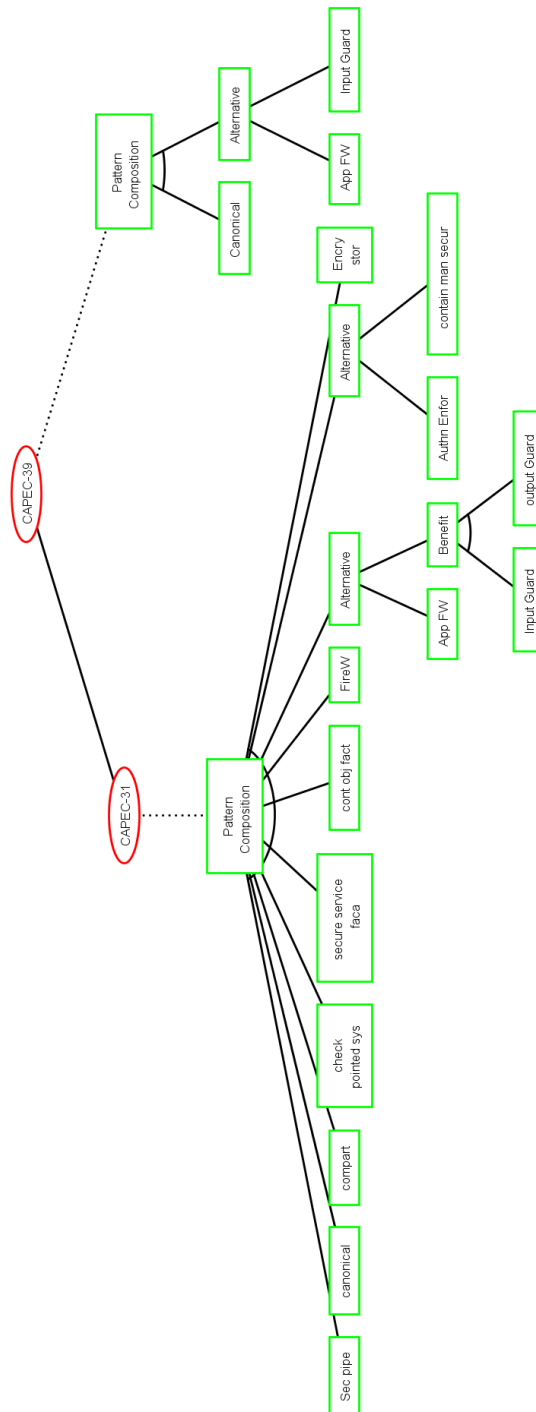 CAPEC-39
CAPEC-31
Pattern
Composition
Pattern
Composition
Canonical
Alternative
App FW
Input Guard
Sec pipe
canonical
compart
check
pointed sys
secure service
faca
cont obj fact
FireW
Alternative
Alternative
Encry
stor
App FW
Benefit
Authn Enfor
contain man secur
Input Guard
output Guard